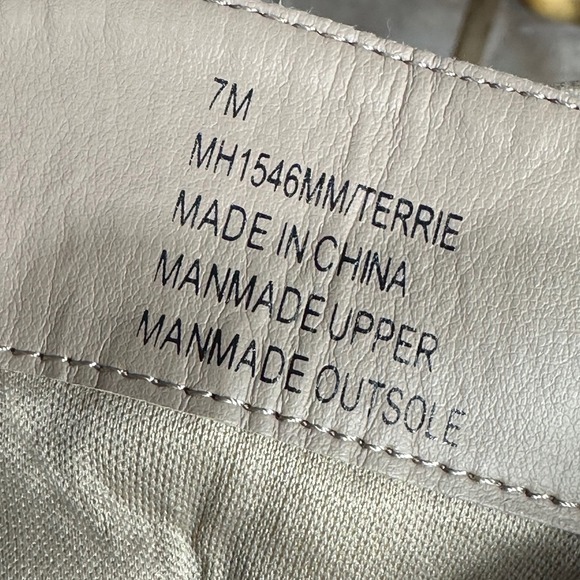 7M
MH1546MM/TERRIE
MADE IN CHINA
MANMADE UPPER
MANMADE OUTSOLE